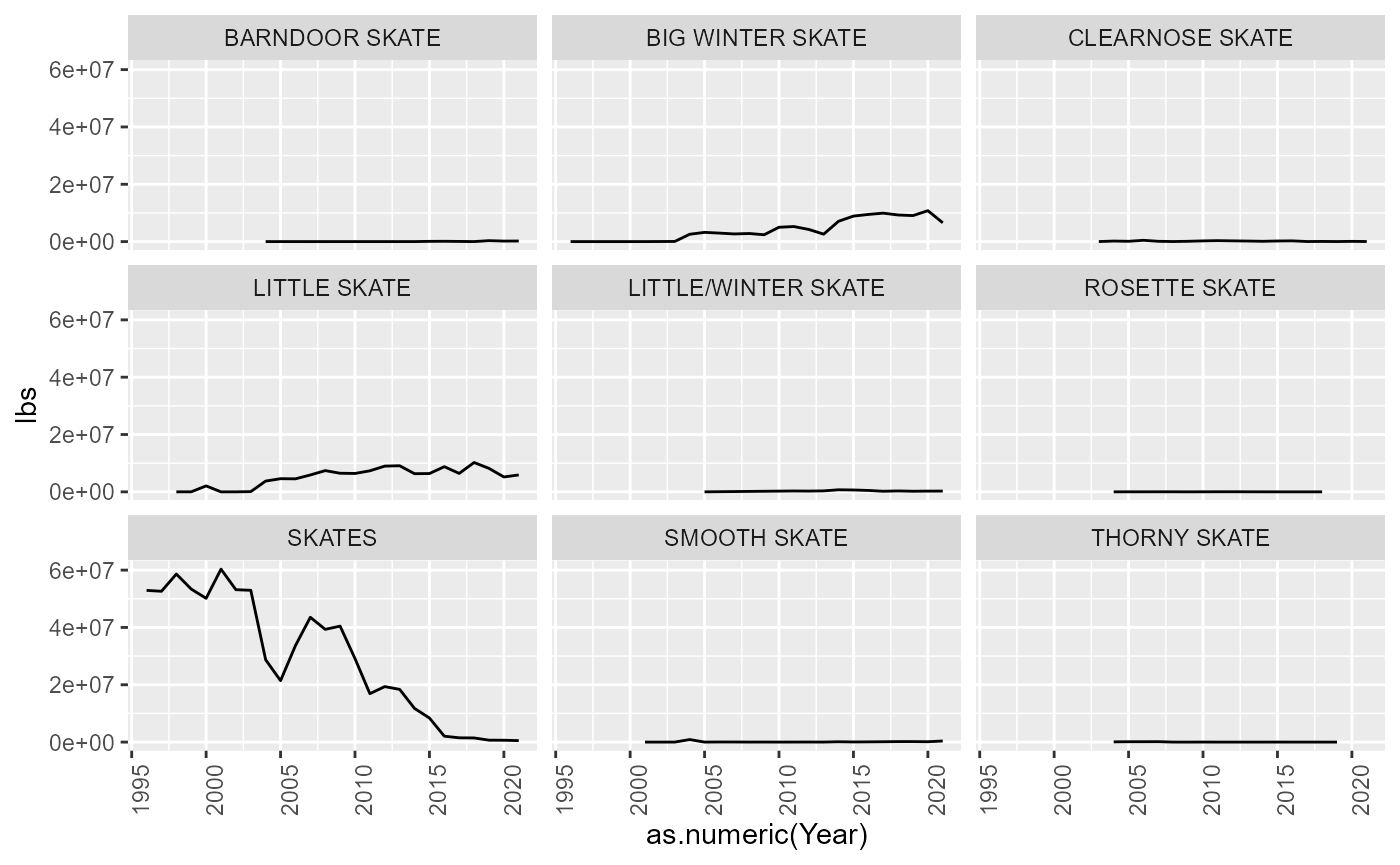 BARNDOOR SKATE BIG WINTER SKATE CLEARNOSE SKATE
6e+07
4e+07
2e+07
0e+00
LITTLE SKATE LITTLE/WINTER SKATE ROSETTE SKATE
6e+07
4e+07
2e+07
0e+00
lbs
SKATES SMOOTH SKATE THORNY SKATE
6e+07
4e+07
2e+07
0e+00
1995 2000 2005 2010 2015 2020 1995 2000 2005 2010 2015 2020 1995 2000 2005 2010 2015 2020
as.numeric(Year)